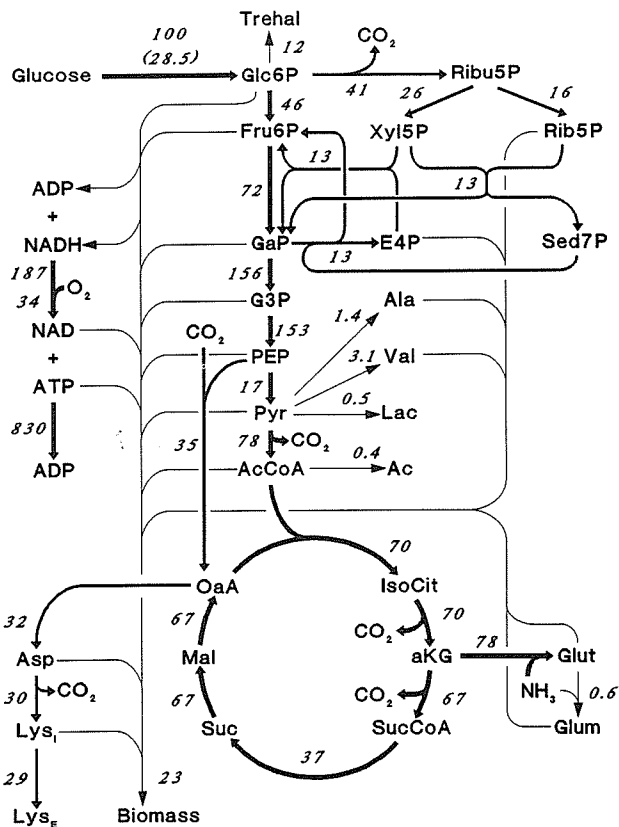 Trehal
100
(28.5)
12
CO2
Glucose
Glc6P
Ribu5P
41
46
26
16
Fru6P
Xyl5P
Rib5P
13
ADP
72
13
+
NADH
GaP
E4P
Sed7P
13
187
156
34
O2
G3P
Ala
NAD
CO2
153
1.4
+
PEP
3.1
Val
ATP
17
0.5
Pyr
Lac
830
35
78
CO2
0.4
ADP
AcCoA
Ac
70
OaA
IsoCit
32
67
70
CO2
78
Asp
Mal
aKG
Glut
CO2
CO2
NH3
30
67
67
0.6
LysI
Suc
SucCoA
Glum
37
29
23
LysE
Biomass